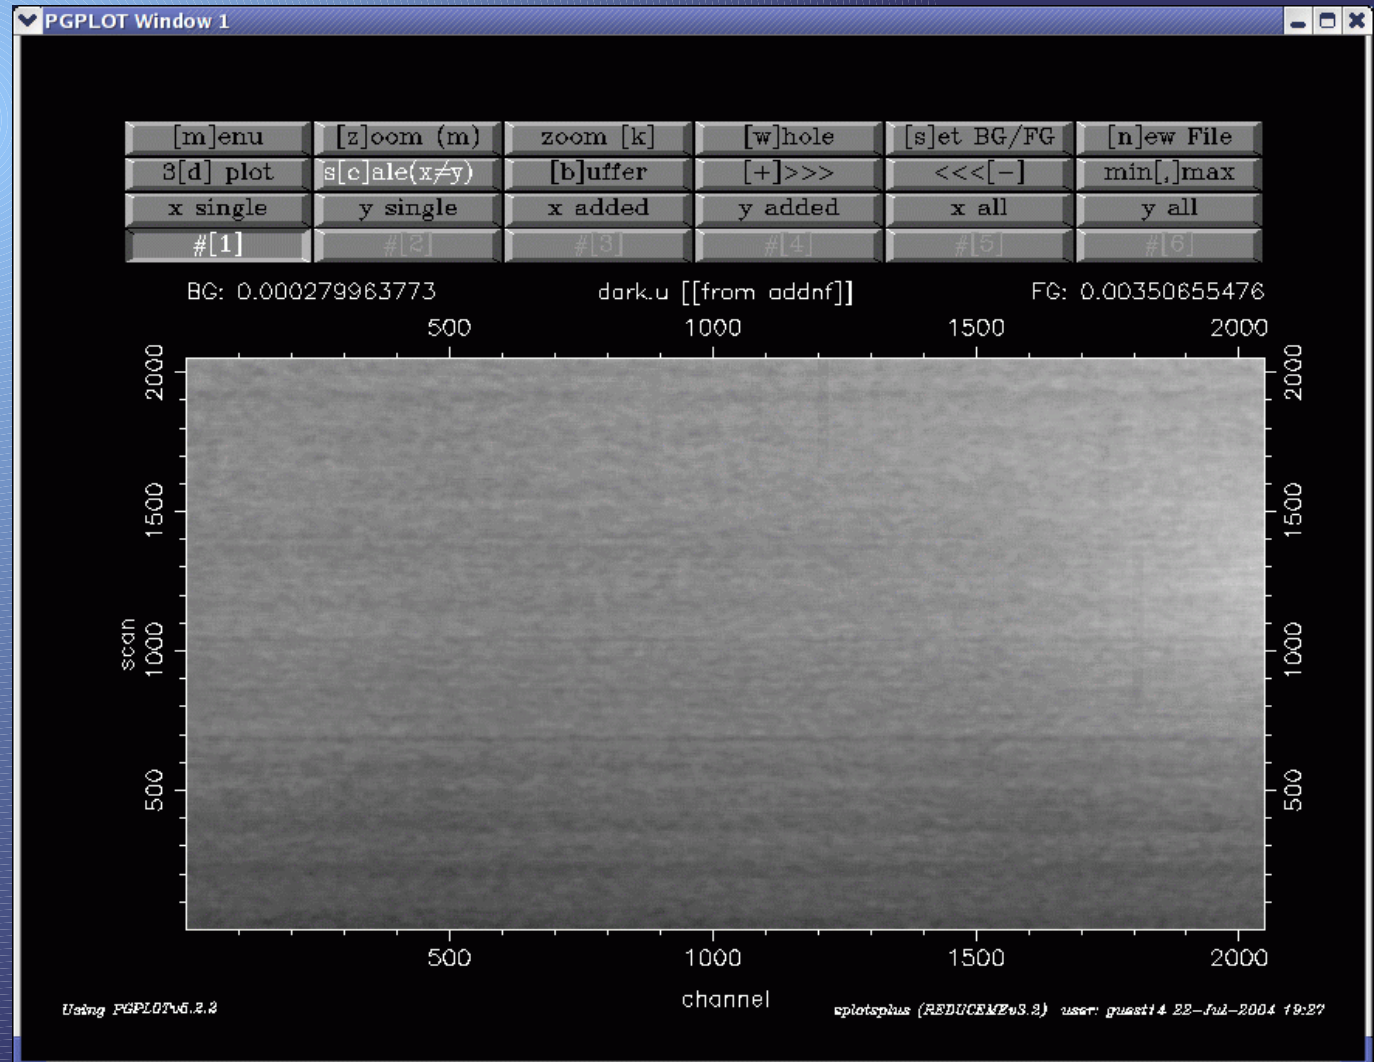 PGPLOT Window 1
[m]enu [z]oom (m) zoom [k] [w]hole [s]et BG/FG [n]ew File
3[d] plot s[c]ale(x≠y) [b]uffer [+]>>> <<<[-] min[,]max
x single y single x added y added x all y all
#[1] #[2] #[3] #[4] #[5] #[6]
BG: 0.000279963773 dark.u [[from addnf]] FG: 0.00350655476
500 1000 1500 2000
2000 2000
1500 1500
scan
1000 1000
500 500
500 1000 1500 2000
channel
Using PGPLOTv5.2.2 splotsplus (REDUCEMEv3.2) user: guest14 22-Jul-2004 19:27